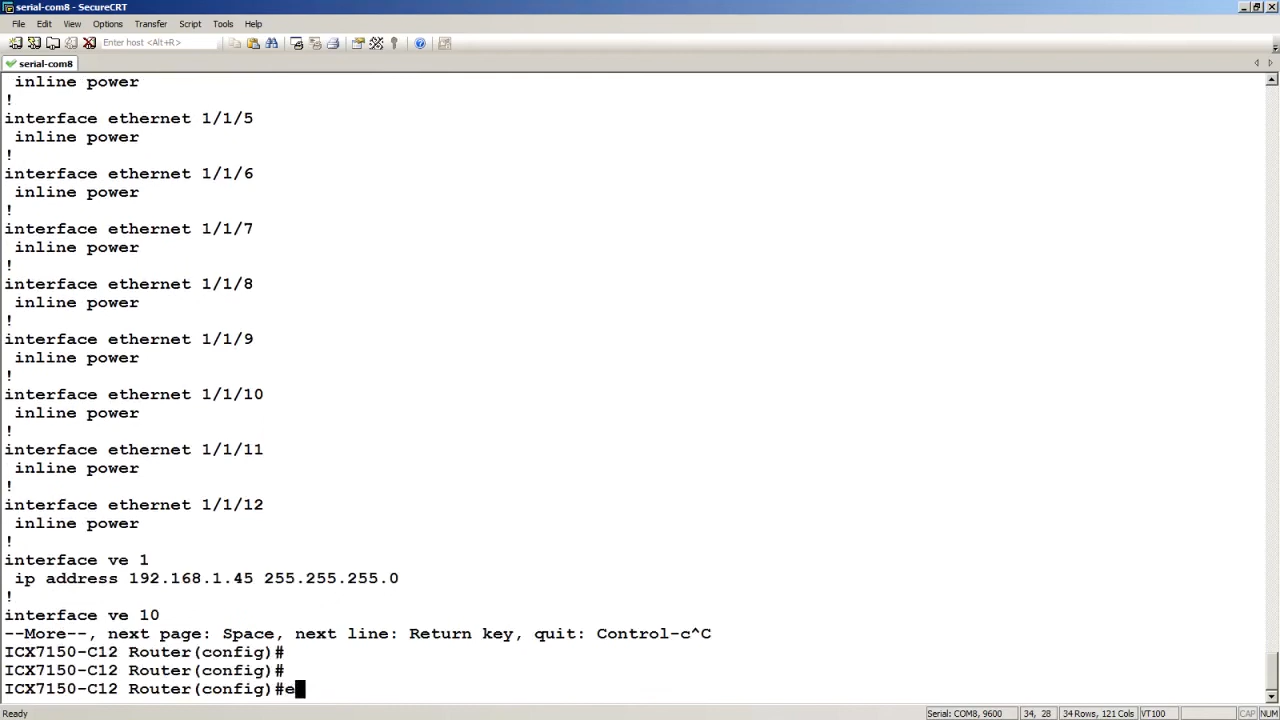 serial-com8 - SecureCRT
File Edit View Options Transfer Script Tools Help
Enter host <Alt+R>
serial-com8
 inline power
!
interface ethernet 1/1/5
 inline power
!
interface ethernet 1/1/6
 inline power
!
interface ethernet 1/1/7
 inline power
!
interface ethernet 1/1/8
 inline power
!
interface ethernet 1/1/9
 inline power
!
interface ethernet 1/1/10
 inline power
!
interface ethernet 1/1/11
 inline power
!
interface ethernet 1/1/12
 inline power
!
interface ve 1
 ip address 192.168.1.45 255.255.255.0
!
interface ve 10
--More--, next page: Space, next line: Return key, quit: Control-c^C
ICX7150-C12 Router(config)#
ICX7150-C12 Router(config)#
ICX7150-C12 Router(config)#e
Ready Serial: COM8, 9600 34, 28 34 Rows, 121 Cols VT100 CAP NUM